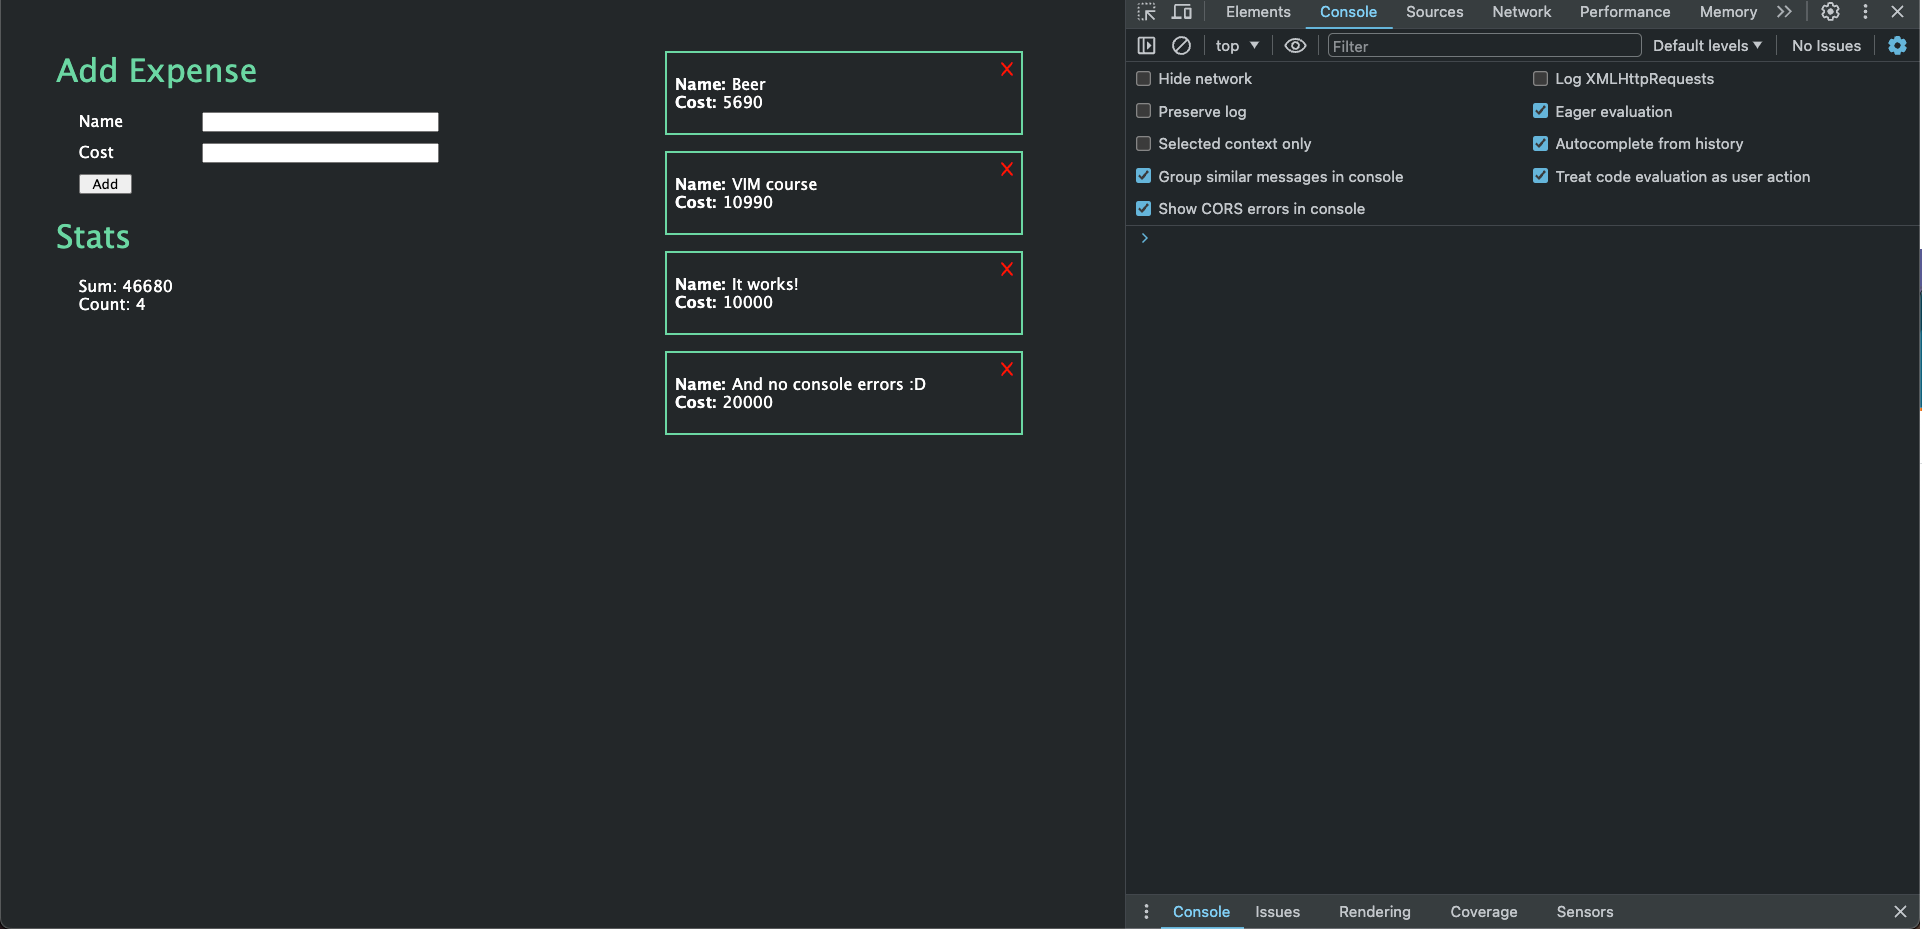 Add Expense
Name
Cost
Add
Stats
Sum: 46680
Count: 4
X
Name: Beer
Cost: 5690
X
Name: VIM course
Cost: 10990
X
Name: It works!
Cost: 10000
X
Name: And no console errors :D
Cost: 20000
Elements Console Sources Network Performance Memory
top Filter Default levels No Issues
Hide network Log XMLHttpRequests
Preserve log Eager evaluation
Selected context only Autocomplete from history
Group similar messages in console Treat code evaluation as user action
Show CORS errors in console
Console Issues Rendering Coverage Sensors